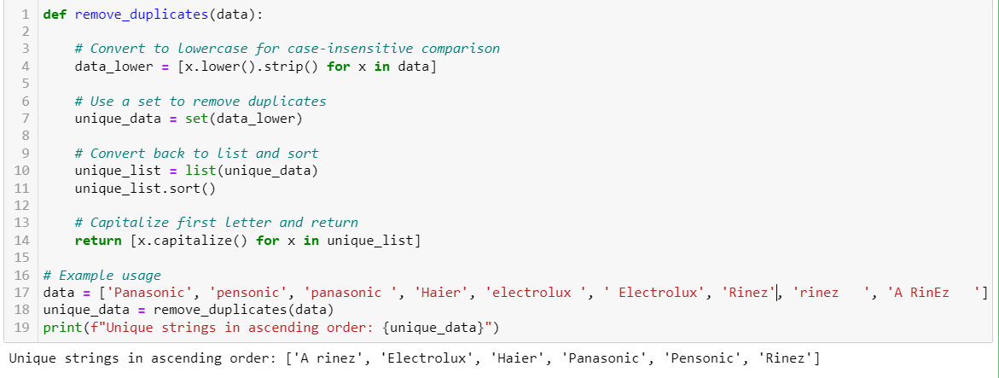 1 def remove_duplicates(data):
2
3     # Convert to lowercase for case-insensitive comparison
4     data_lower = [x.lower().strip() for x in data]
5
6     # Use a set to remove duplicates
7     unique_data = set(data_lower)
8
9     # Convert back to list and sort
10     unique_list = list(unique_data)
11     unique_list.sort()
12
13     # Capitalize first letter and return
14     return [x.capitalize() for x in unique_list]
15
16 # Example usage
17 data = ['Panasonic', 'pensonic', 'panasonic ', 'Haier', 'electrolux ', ' Electrolux', 'Rinez', 'rinez   ', 'A RinEz   ']
18 unique_data = remove_duplicates(data)
19 print(f"Unique strings in ascending order: {unique_data}")
Unique strings in ascending order: ['A rinez', 'Electrolux', 'Haier', 'Panasonic', 'Pensonic', 'Rinez']